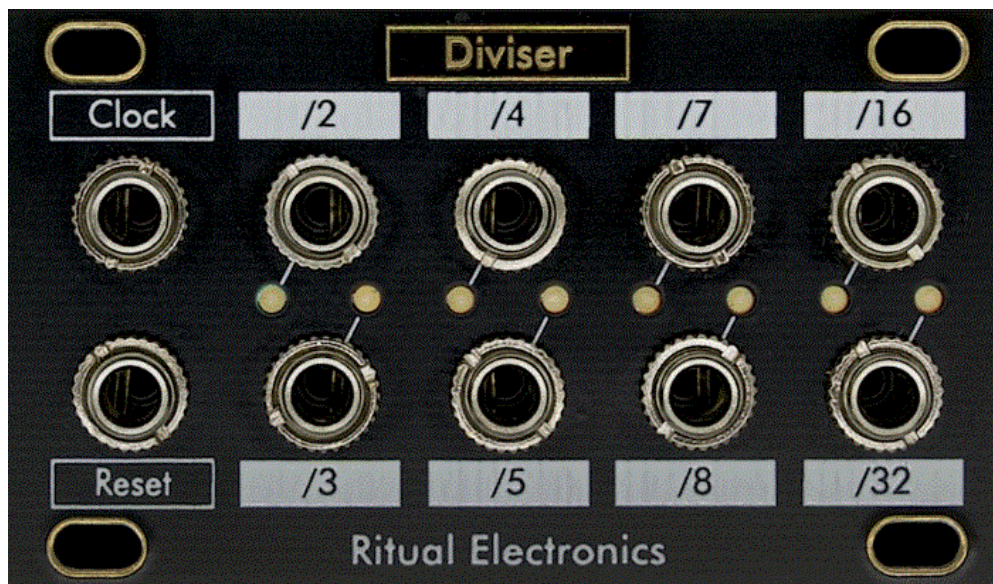 Diviser
Clock /2 /4 /7 /16
Reset /3 /5 /8 /32
Ritual Electronics